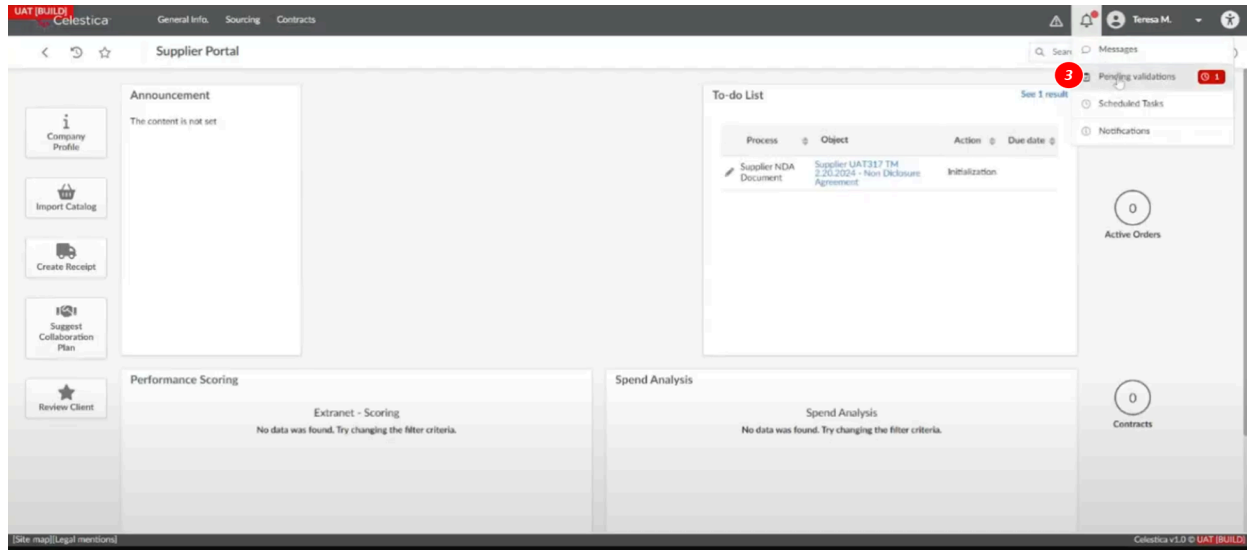 UAT [BUILD]
Celestica
General Info. Sourcing Contracts
Teresa M.
Supplier Portal
Sear
Messages
3
Pending validations
1
Scheduled Tasks
Notifications
Announcement
The content is not set
To-do List
See 1 result
Process Object Action Due date
Supplier NDA
Document
Supplier UAT317 TM
2.20.2024 - Non Diclosure
Agreement
Initialization
Company
Profile
Import Catalog
Create Receipt
Suggest
Collaboration
Plan
Review Client
0
Active Orders
Performance Scoring
Extranet - Scoring
No data was found. Try changing the filter criteria.
Spend Analysis
Spend Analysis
No data was found. Try changing the filter criteria.
0
Contracts
[Site map][Legal mentions]
Celestica v1.0 © UAT [BUILD]